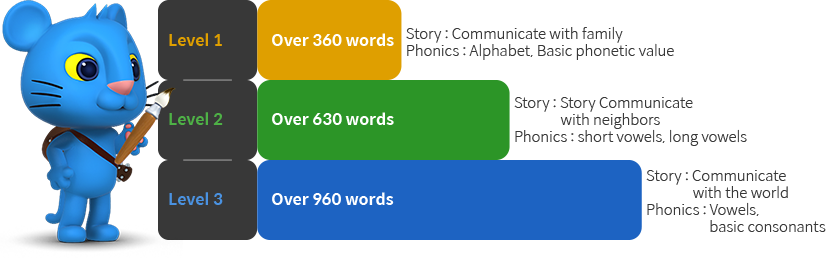 Level 1
Over 360 words
Story : Communicate with family
Phonics : Alphabet, Basic phonetic value
Level 2
Over 630 words
Story : Story Communicate
with neighbors
Phonics : short vowels, long vowels
Level 3
Over 960 words
Story : Communicate
with the world
Phonics : Vowels,
basic consonants